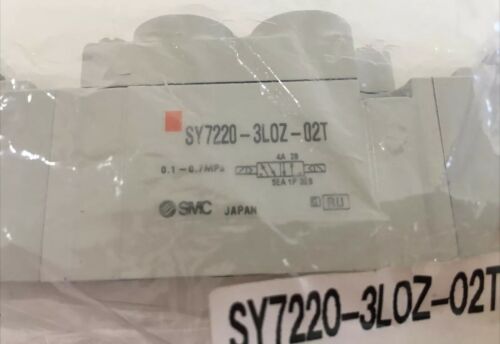 SY7220-3LOZ-02T
0.1-0.7MPa
4A 2B
5EA 1P 3EB
SMC JAPAN
SY7220-3LOZ-02T